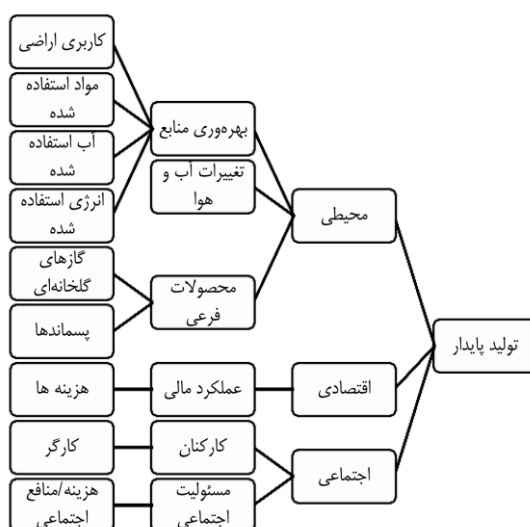 تولید پایدار
محیطی
اقتصادی
اجتماعی
بهره‌وری منابع
تغییرات آب و
هوا
محصولات
فرعی
عملکرد مالی
کارکنان
مسئولیت
اجتماعی
کاربری اراضی
مواد استفاده
شده
آب استفاده
شده
انرژی استفاده
شده
گازهای
گلخانه‌ای
پسماندها
هزینه ها
کارگر
هزینه/منافع
اجتماعی